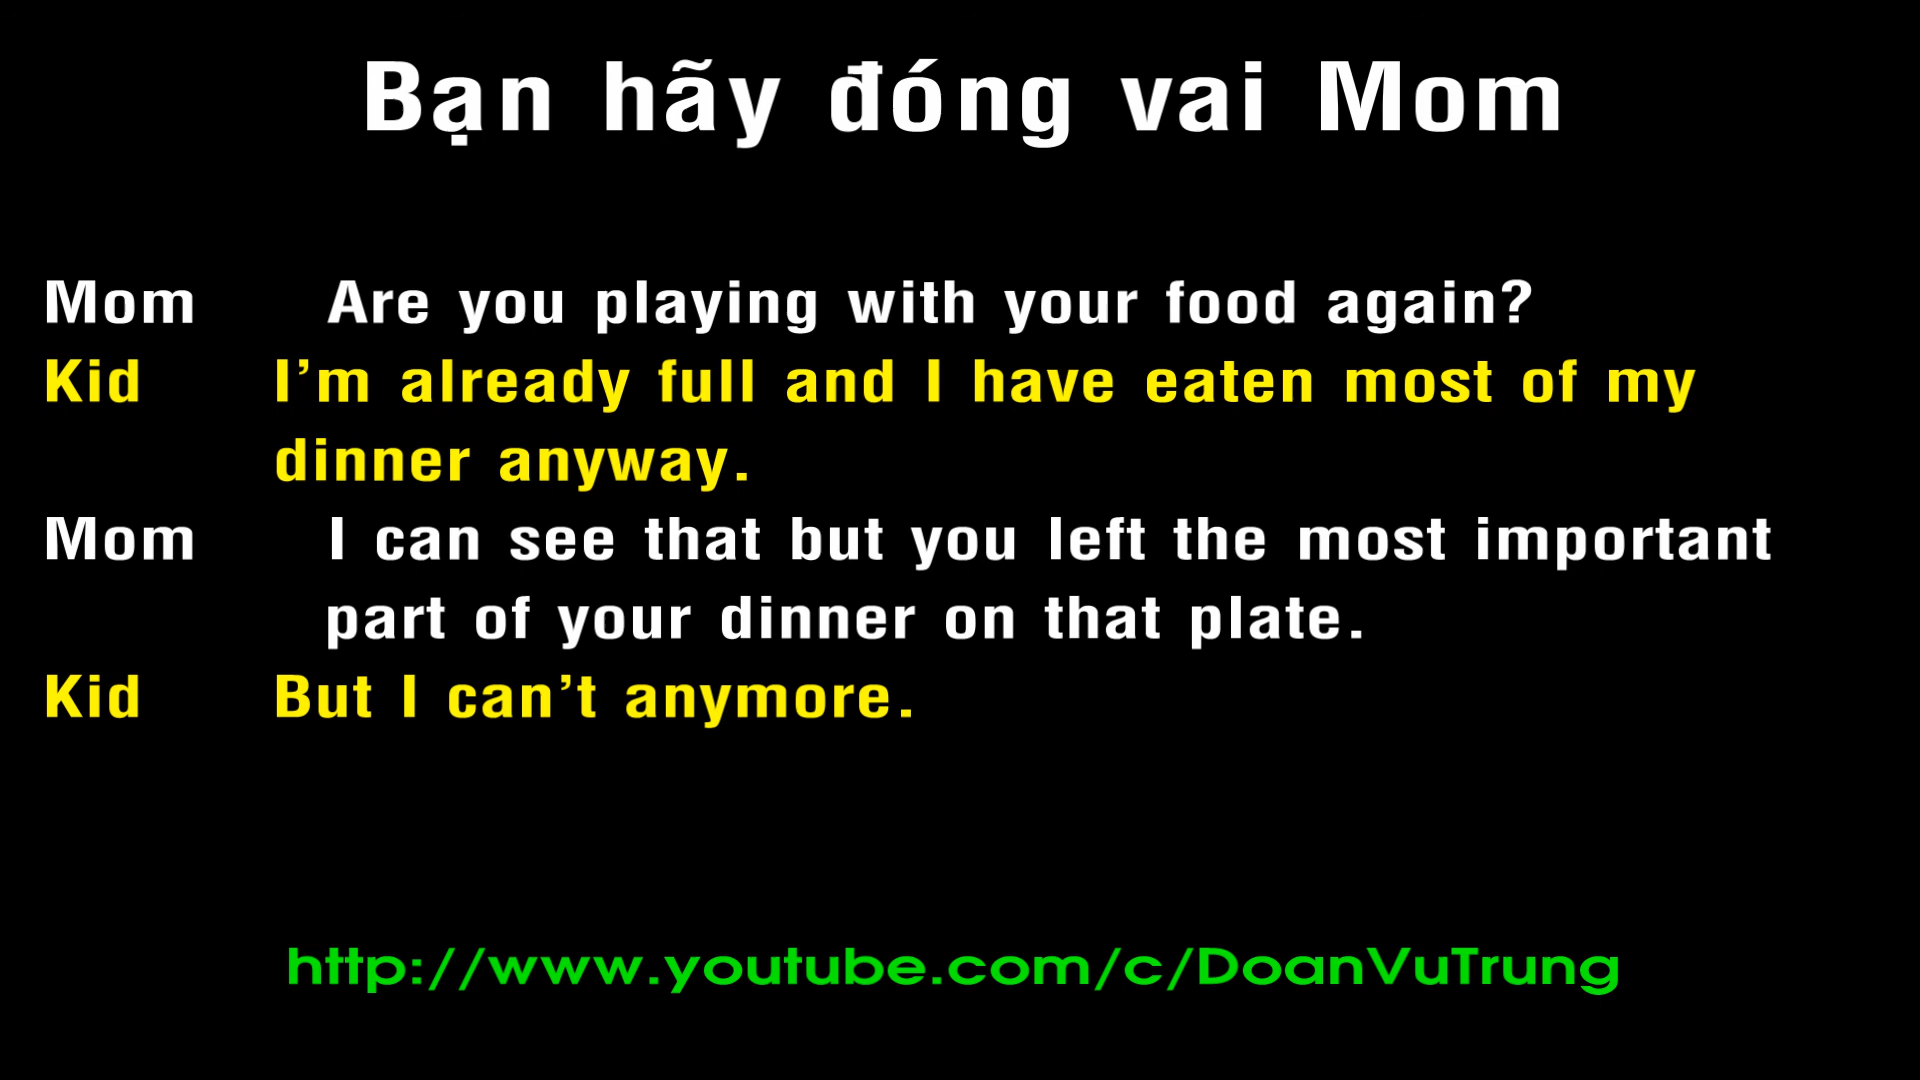 Bạn hãy đóng vai Mom
Mom Are you playing with your food again?
Kid I’m already full and I have eaten most of my
dinner anyway.
Mom I can see that but you left the most important
part of your dinner on that plate.
Kid But I can’t anymore.
http://www.youtube.com/c/DoanVuTrung